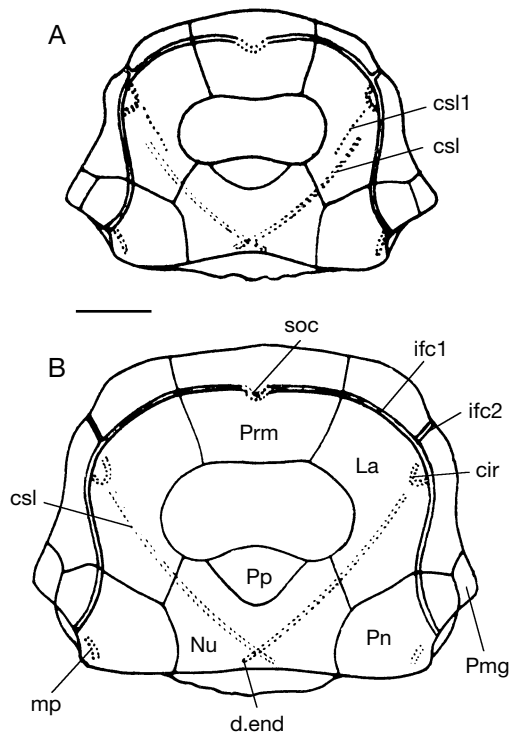 A
csl1
csl
soc
B
ifc1
ifc2
Prm
La
cir
csl
Pp
Nu
Pn
Pmg
mp
d.end